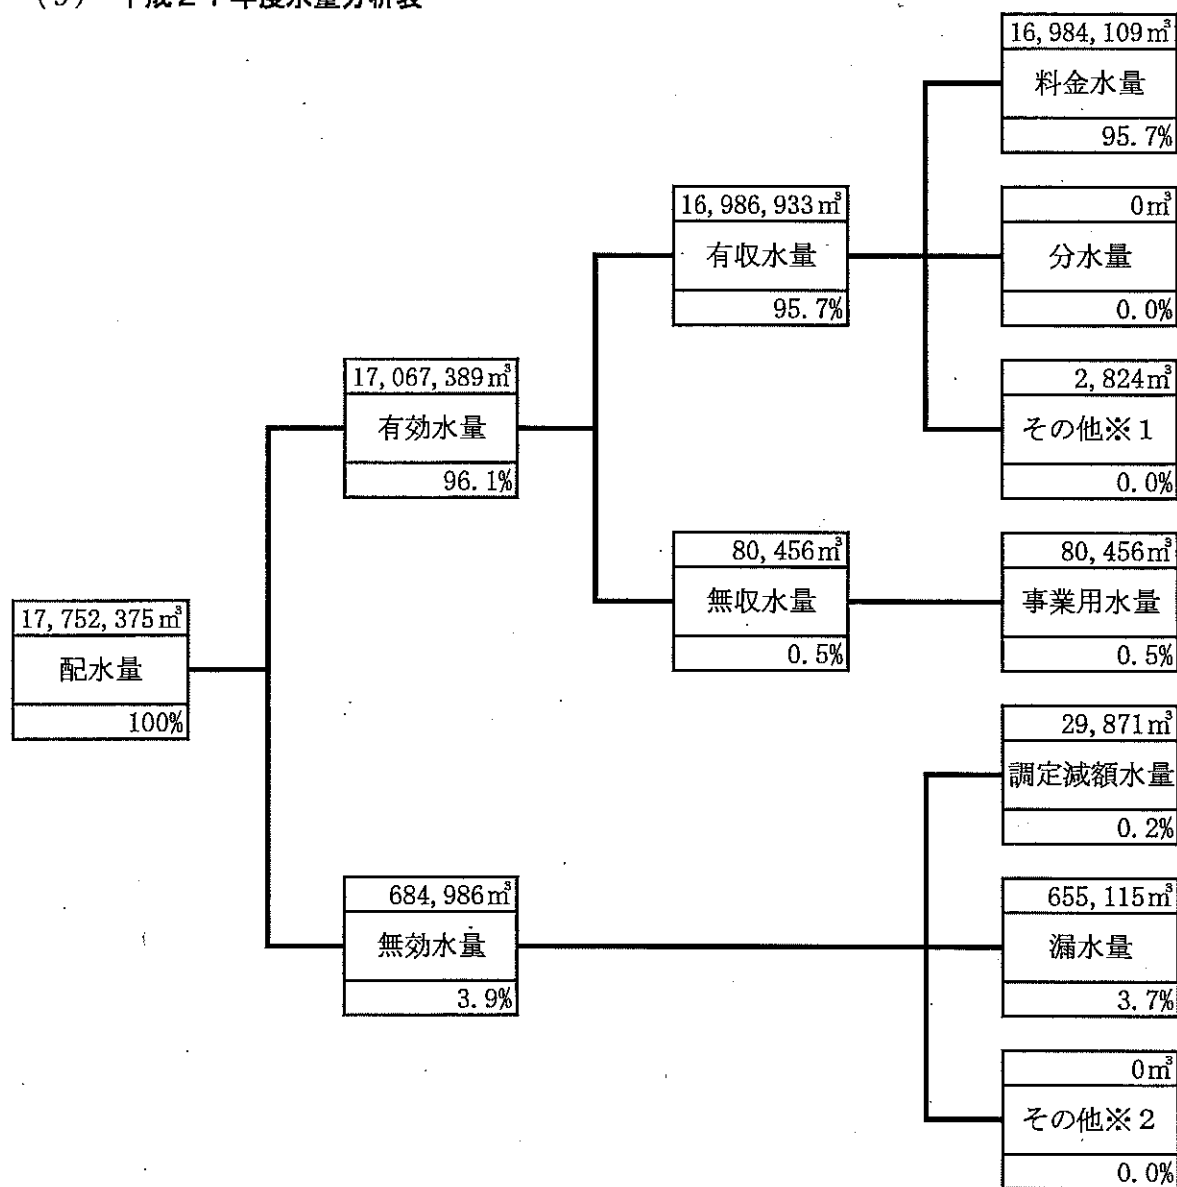 16,984,109㎥
料金水量
95.7%
16,986,933㎥
有収水量
95.7%
0㎥
分水量
0.0%
17,067,389㎥
有効水量
96.1%
2,824㎥
その他※1
0.0%
80,456㎥
無収水量
0.5%
80,456㎥
事業用水量
0.5%
17,752,375㎥
配水量
100%
29,871㎥
調定減額水量
0.2%
684,986㎥
無効水量
3.9%
655,115㎥
漏水量
3.7%
0㎥
その他※2
0.0%